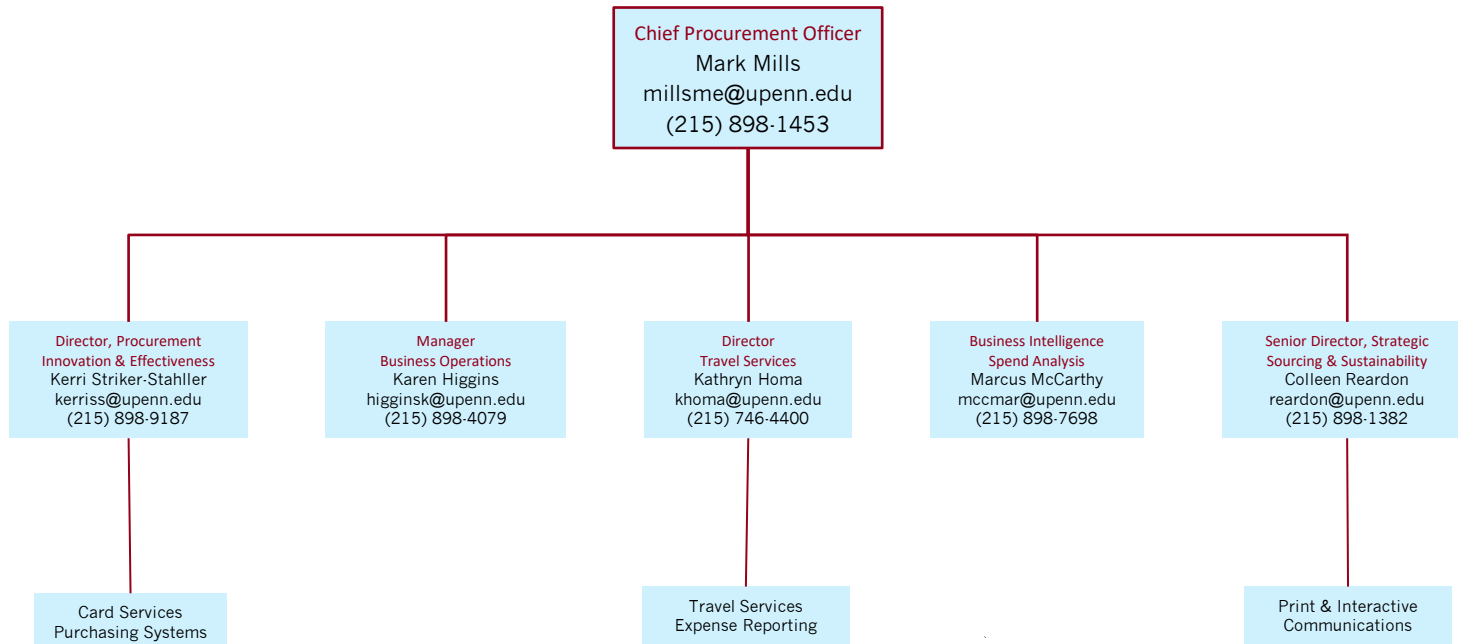 Chief Procurement Officer
Mark Mills
millsme@upenn.edu
(215) 898-1453
Director, Procurement
Innovation & Effectiveness
Kerri Striker-Stahller
kerriss@upenn.edu
(215) 898-9187
Manager
Business Operations
Karen Higgins
higginsk@upenn.edu
(215) 898-4079
Director
Travel Services
Kathryn Homa
khoma@upenn.edu
(215) 746-4400
Business Intelligence
Spend Analysis
Marcus McCarthy
mccmar@upenn.edu
(215) 898-7698
Senior Director, Strategic
Sourcing & Sustainability
Colleen Reardon
reardon@upenn.edu
(215) 898-1382
Card Services
Purchasing Systems
Travel Services
Expense Reporting
Print & Interactive
Communications